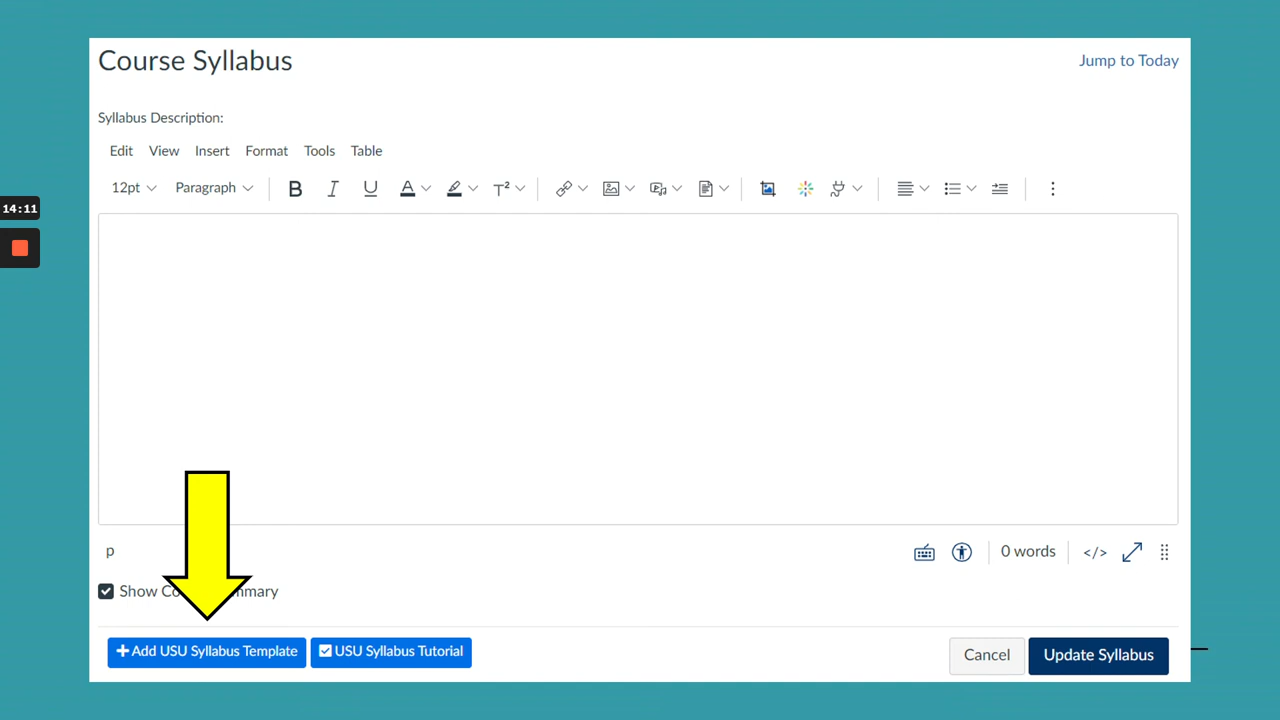 Course Syllabus
Jump to Today
Syllabus Description:
Edit View Insert Format Tools Table
12pt Paragraph B I U A T²
14:11
p
0 words </>
Show Co mmary
+ Add USU Syllabus Template
USU Syllabus Tutorial
Cancel
Update Syllabus